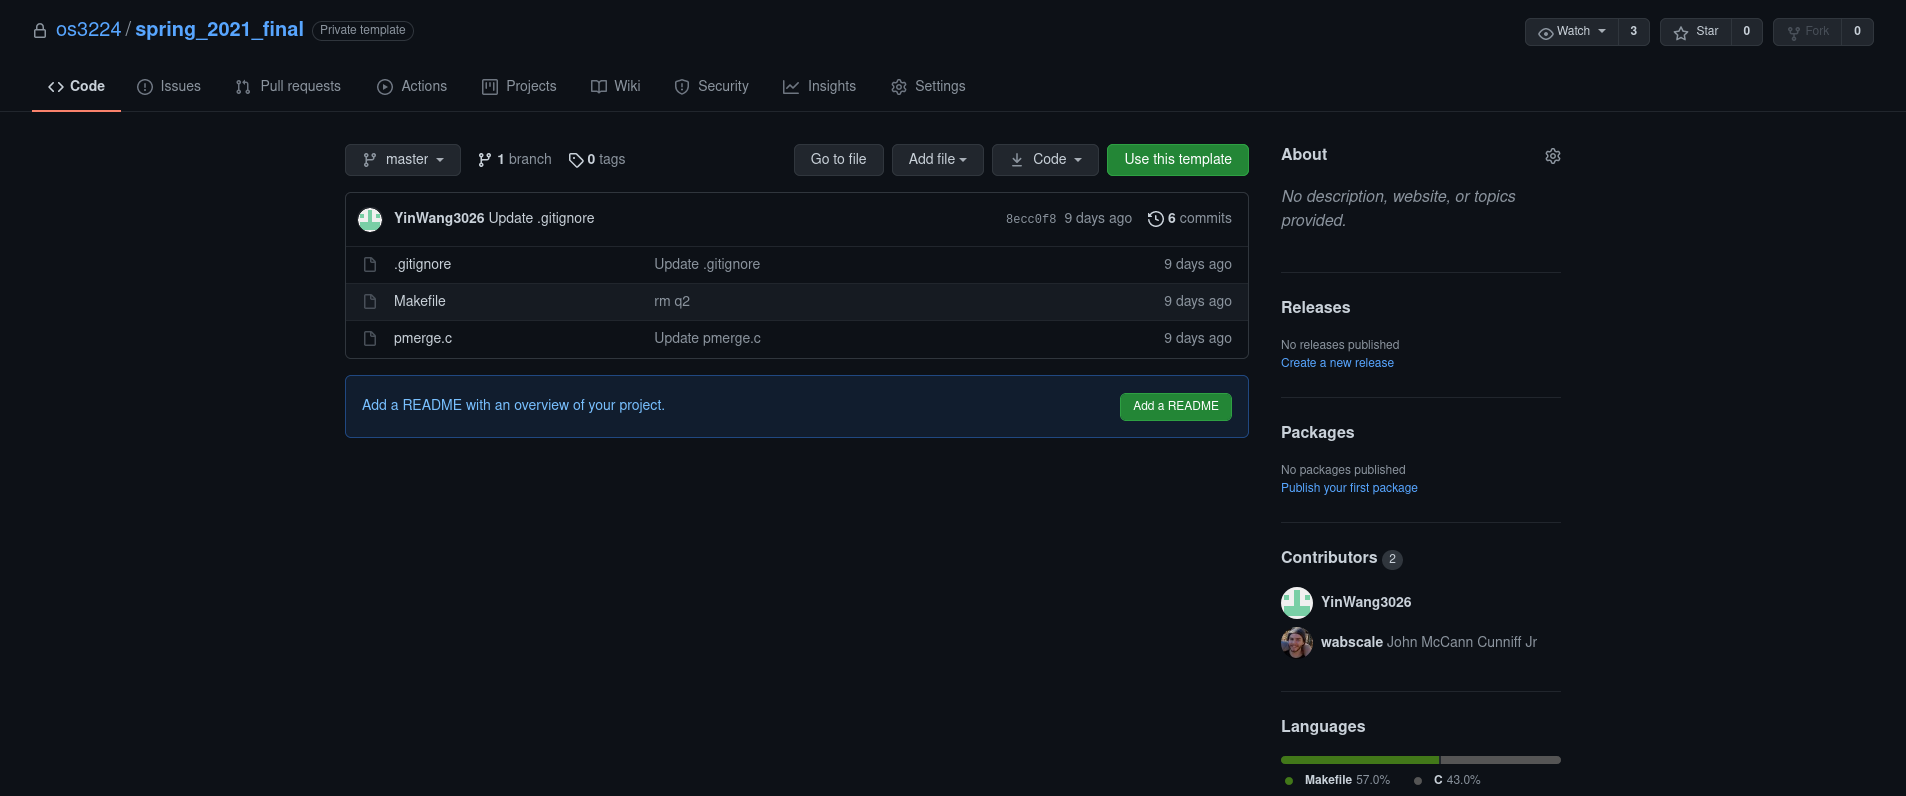 os3224 / spring_2021_final Private template
Watch 3 Star 0 Fork 0
Code Issues Pull requests Actions Projects Wiki Security Insights Settings
master 1 branch 0 tags Go to file Add file Code Use this template
YinWang3026 Update .gitignore 8ecc0f8 9 days ago 6 commits
.gitignore Update .gitignore 9 days ago
Makefile rm q2 9 days ago
pmerge.c Update pmerge.c 9 days ago
Add a README with an overview of your project. Add a README
About
No description, website, or topics
provided.
Releases
No releases published
Create a new release
Packages
No packages published
Publish your first package
Contributors 2
YinWang3026
wabscale John McCann Cunniff Jr
Languages
Makefile 57.0% C 43.0%